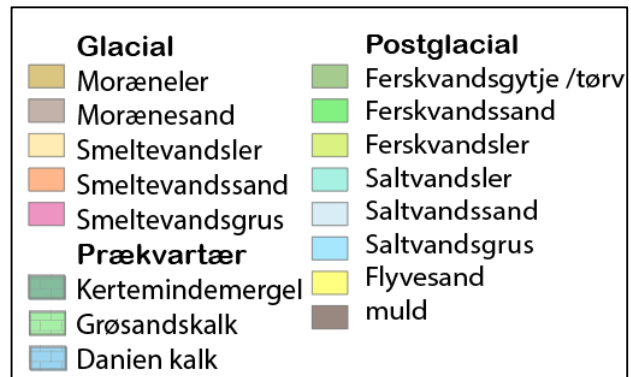 Glacial
Moræneler
Morænesand
Smeltevandsler
Smeltevandssand
Smeltevandsgrus
Prækvartær
Kertemindemergel
Grøsandskalk
Danien kalk
Postglacial
Ferskvandsgytje /tørv
Ferskvandssand
Ferskvandsler
Saltvandsler
Saltvandssand
Saltvandsgrus
Flyvesand
muld